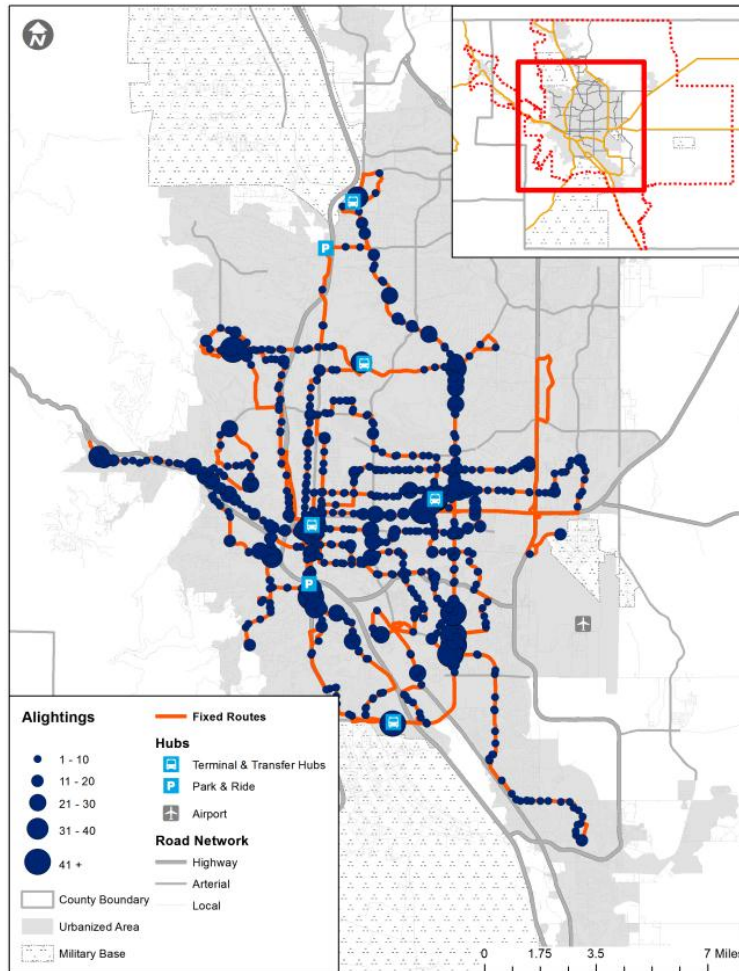 N
P
P
Alightings
1 - 10
11 - 20
21 - 30
31 - 40
41 +
County Boundary
Urbanized Area
Military Base
Fixed Routes
Hubs
Terminal & Transfer Hubs
P Park & Ride
Airport
Road Network
Highway
Arterial
Local
0 1.75 3.5 7 Miles